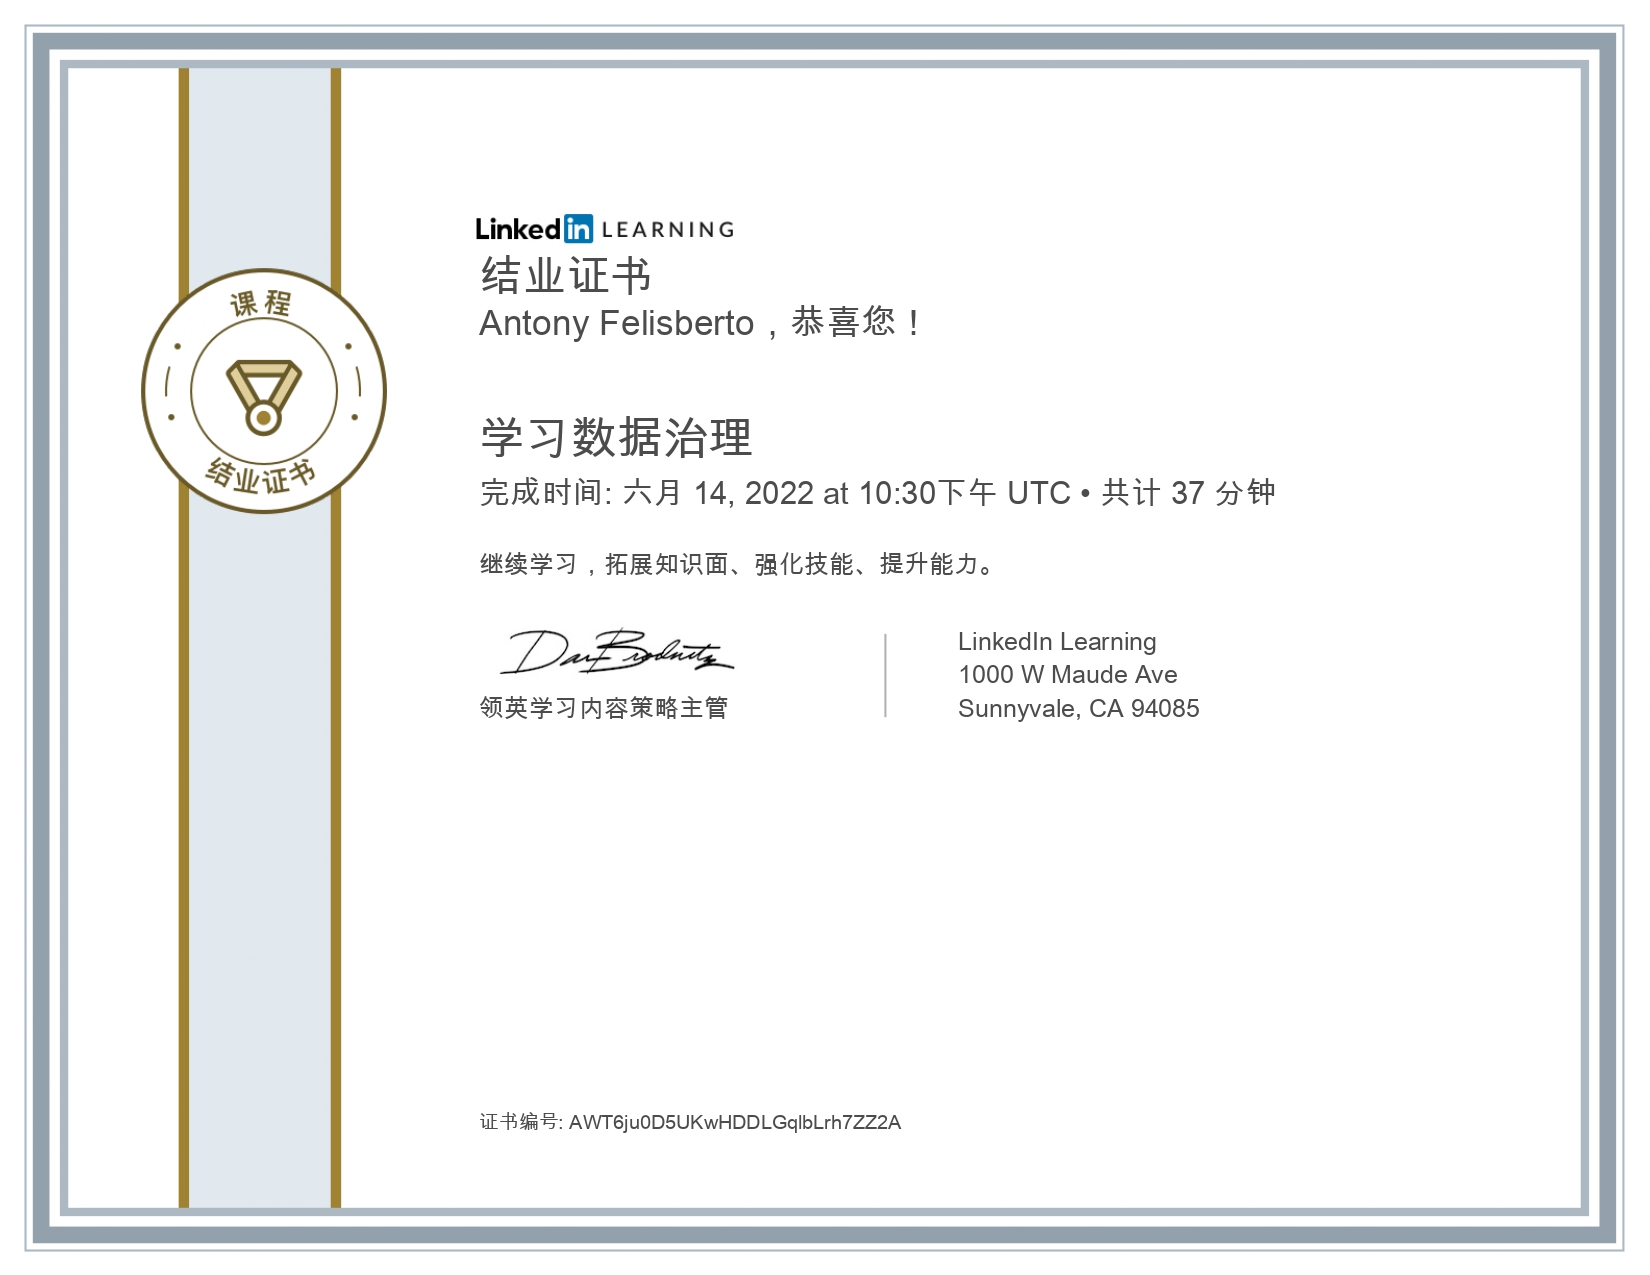 LinkedIn LEARNING
结业证书
Antony Felisberto，恭喜您！
课程
结业证书
学习数据治理
完成时间: 六月 14, 2022 at 10:30下午 UTC • 共计 37 分钟
继续学习，拓展知识面、强化技能、提升能力。
领英学习内容策略主管
LinkedIn Learning
1000 W Maude Ave
Sunnyvale, CA 94085
证书编号: AWT6ju0D5UKwHDDLGqlbLrh7ZZ2A